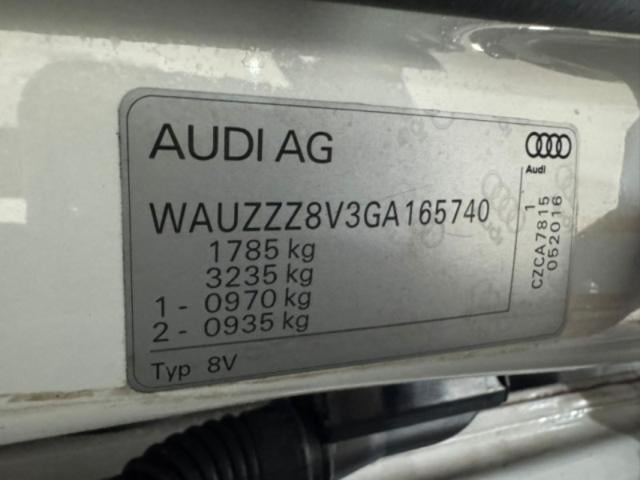 AUDI AG
Audi
WAUZZZ8V3GA165740
1785 kg
3235 kg
1 - 0970 kg
2 - 0935 kg
Typ 8V
1
CZCA7815
052016